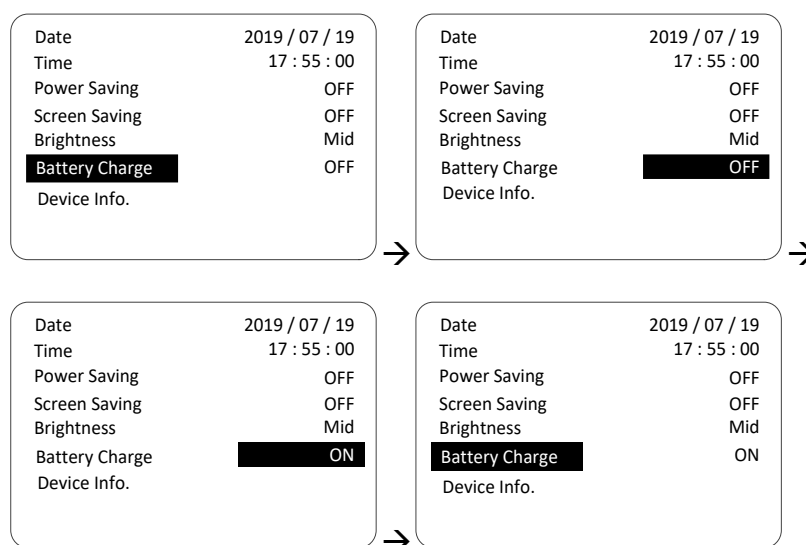 Date 2019 / 07 / 19
Time 17 : 55 : 00
Power Saving OFF
Screen Saving OFF
Brightness Mid
Battery Charge OFF
Device Info.
→
Date 2019 / 07 / 19
Time 17 : 55 : 00
Power Saving OFF
Screen Saving OFF
Brightness Mid
Battery Charge OFF
Device Info.
→
Date 2019 / 07 / 19
Time 17 : 55 : 00
Power Saving OFF
Screen Saving OFF
Brightness Mid
Battery Charge ON
Device Info.
→
Date 2019 / 07 / 19
Time 17 : 55 : 00
Power Saving OFF
Screen Saving OFF
Brightness Mid
Battery Charge ON
Device Info.